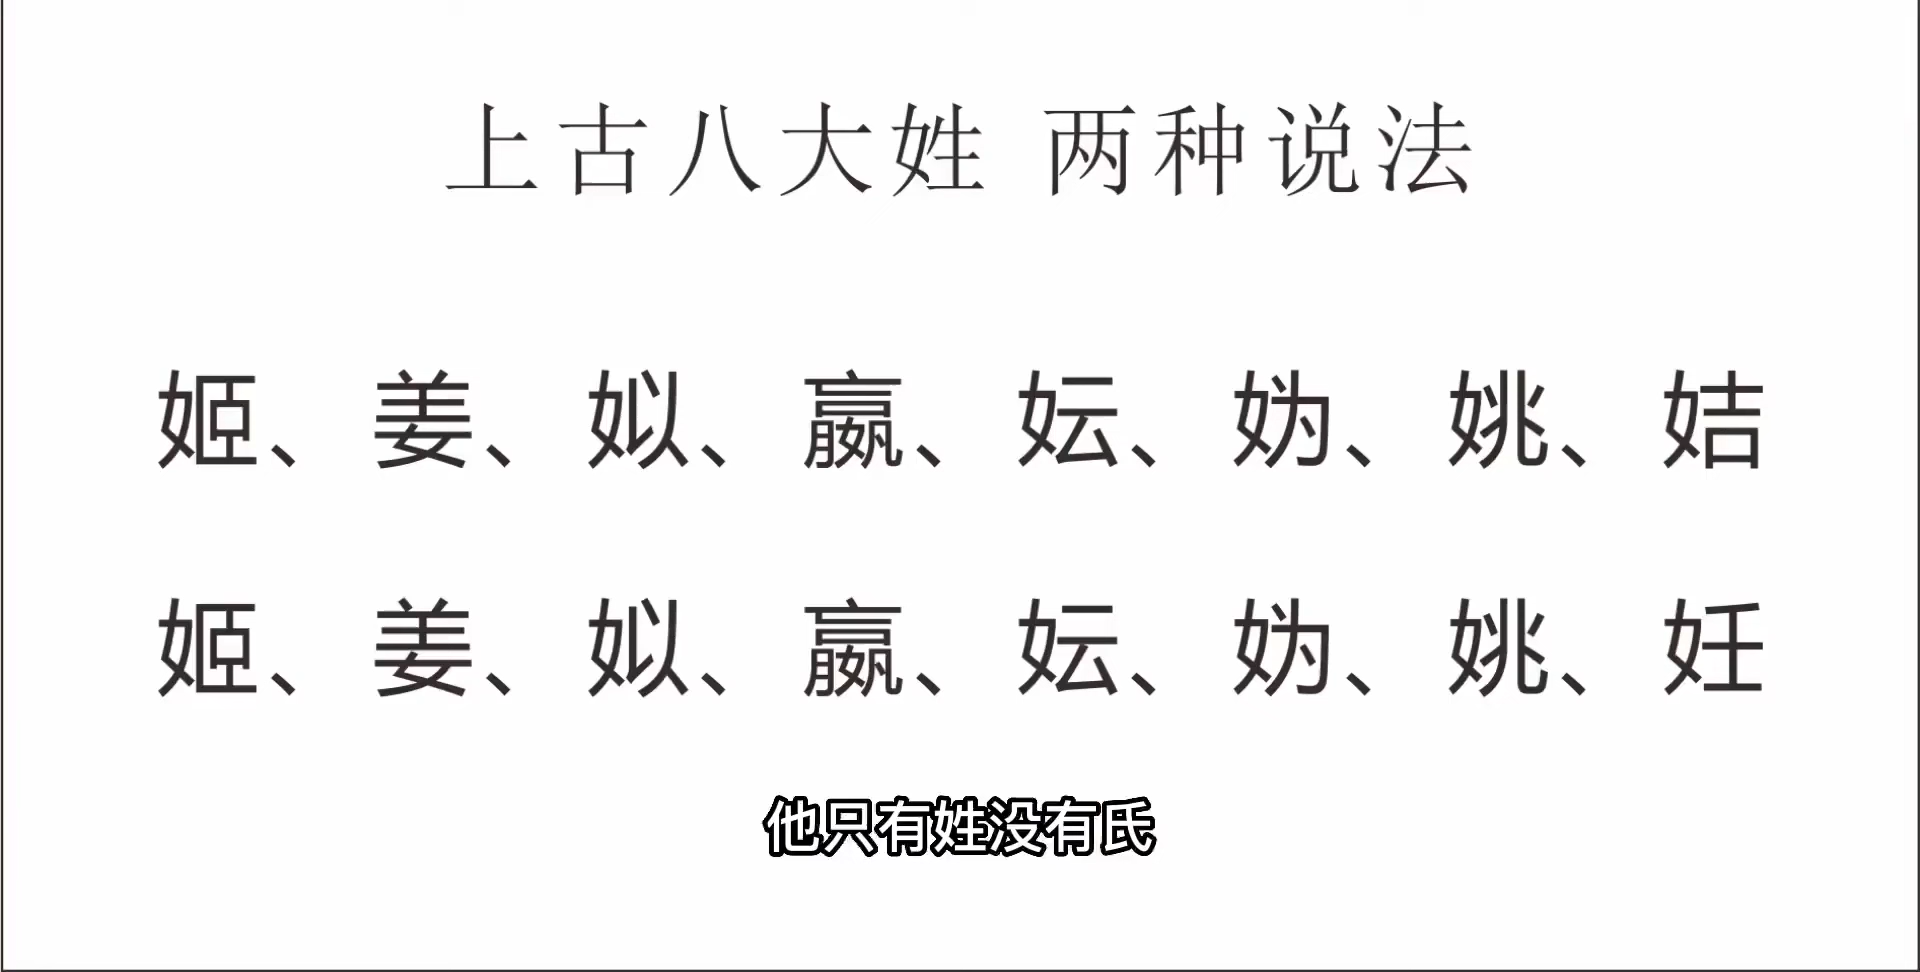 上古八大姓 两种说法
姬、姜、姒、嬴、妘、妫、姚、姞
姬、姜、姒、嬴、妘、妫、姚、妊
他只有姓没有氏